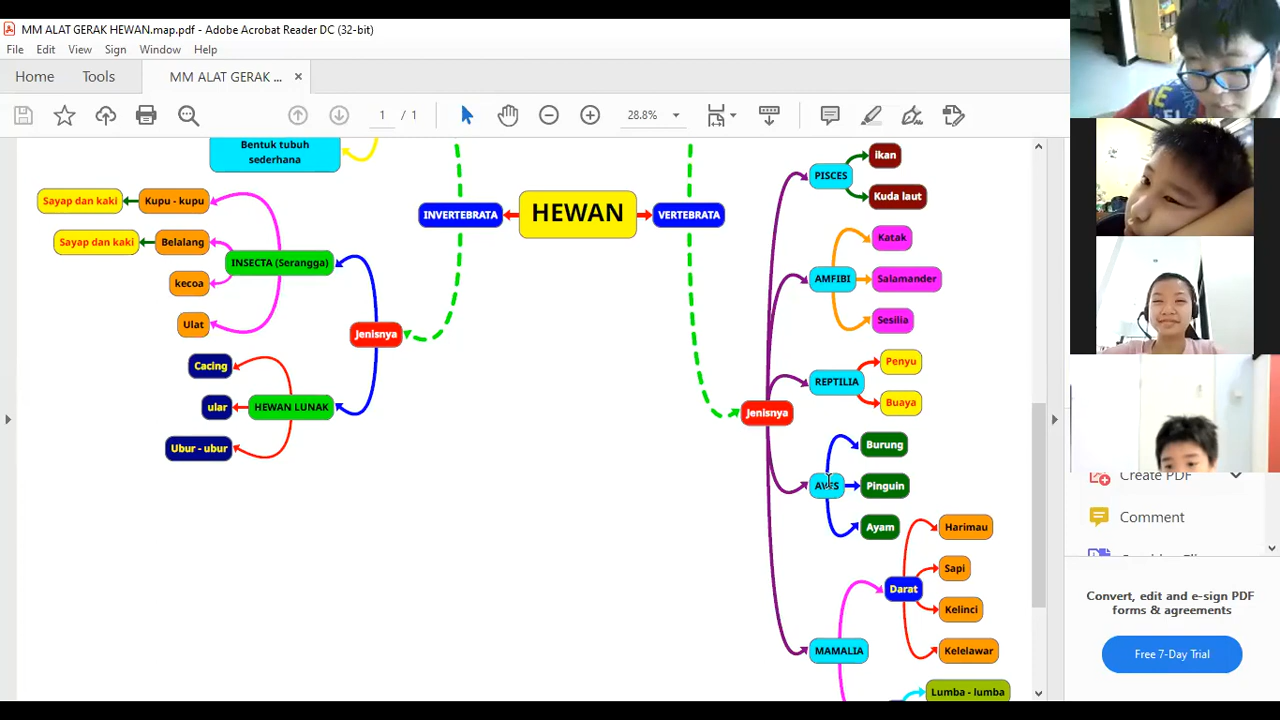 MM ALAT GERAK HEWAN.map.pdf - Adobe Acrobat Reader DC (32-bit)
File Edit View Sign Window Help
Home Tools MM ALAT GERAK ... ×
1 / 1 28.8%
Bentuk tubuh
sederhana
Sayap dan kaki
Kupu - kupu
Sayap dan kaki
Belalang
INSECTA (Serangga)
kecoa
Ulat
Jenisnya
Cacing
ular
HEWAN LUNAK
Ubur - ubur
INVERTEBRATA
HEWAN
VERTEBRATA
PISCES
ikan
Kuda laut
AMFIBI
Katak
Salamander
Sesilia
REPTILIA
Penyu
Buaya
Jenisnya
AVES
Burung
Pinguin
Ayam
MAMALIA
Darat
Harimau
Sapi
Kelinci
Kelelawar
Lumba - lumba
Create PDF
Comment
Convert, edit and e-sign PDF
forms & agreements
Free 7-Day Trial